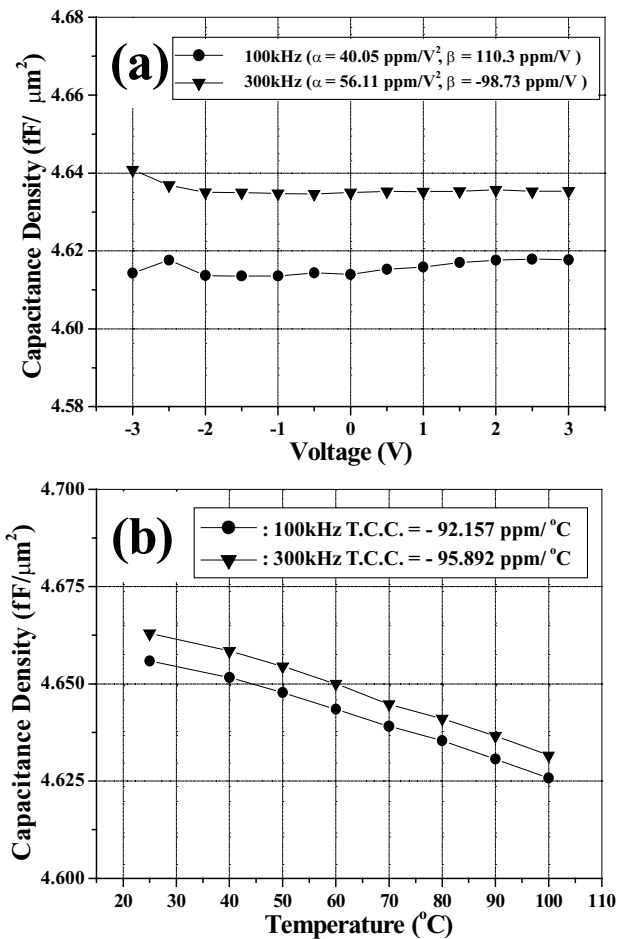 4.68
4.66
4.64
4.62
4.60
4.58
Capacitance Density (fF/ μm²)
(a)
100kHz ( α = 40.05 ppm/V², β = 110.3 ppm/V )
300kHz ( α = 56.11 ppm/V², β = -98.73 ppm/V )
-3 -2 -1 0 1 2 3
Voltage (V)
4.700
4.675
4.650
4.625
4.600
Capacitance Density (fF/μm²)
(b)
: 100kHz T.C.C. = - 92.157 ppm/ °C
: 300kHz T.C.C. = - 95.892 ppm/ °C
20 30 40 50 60 70 80 90 100 110
Temperature (°C)